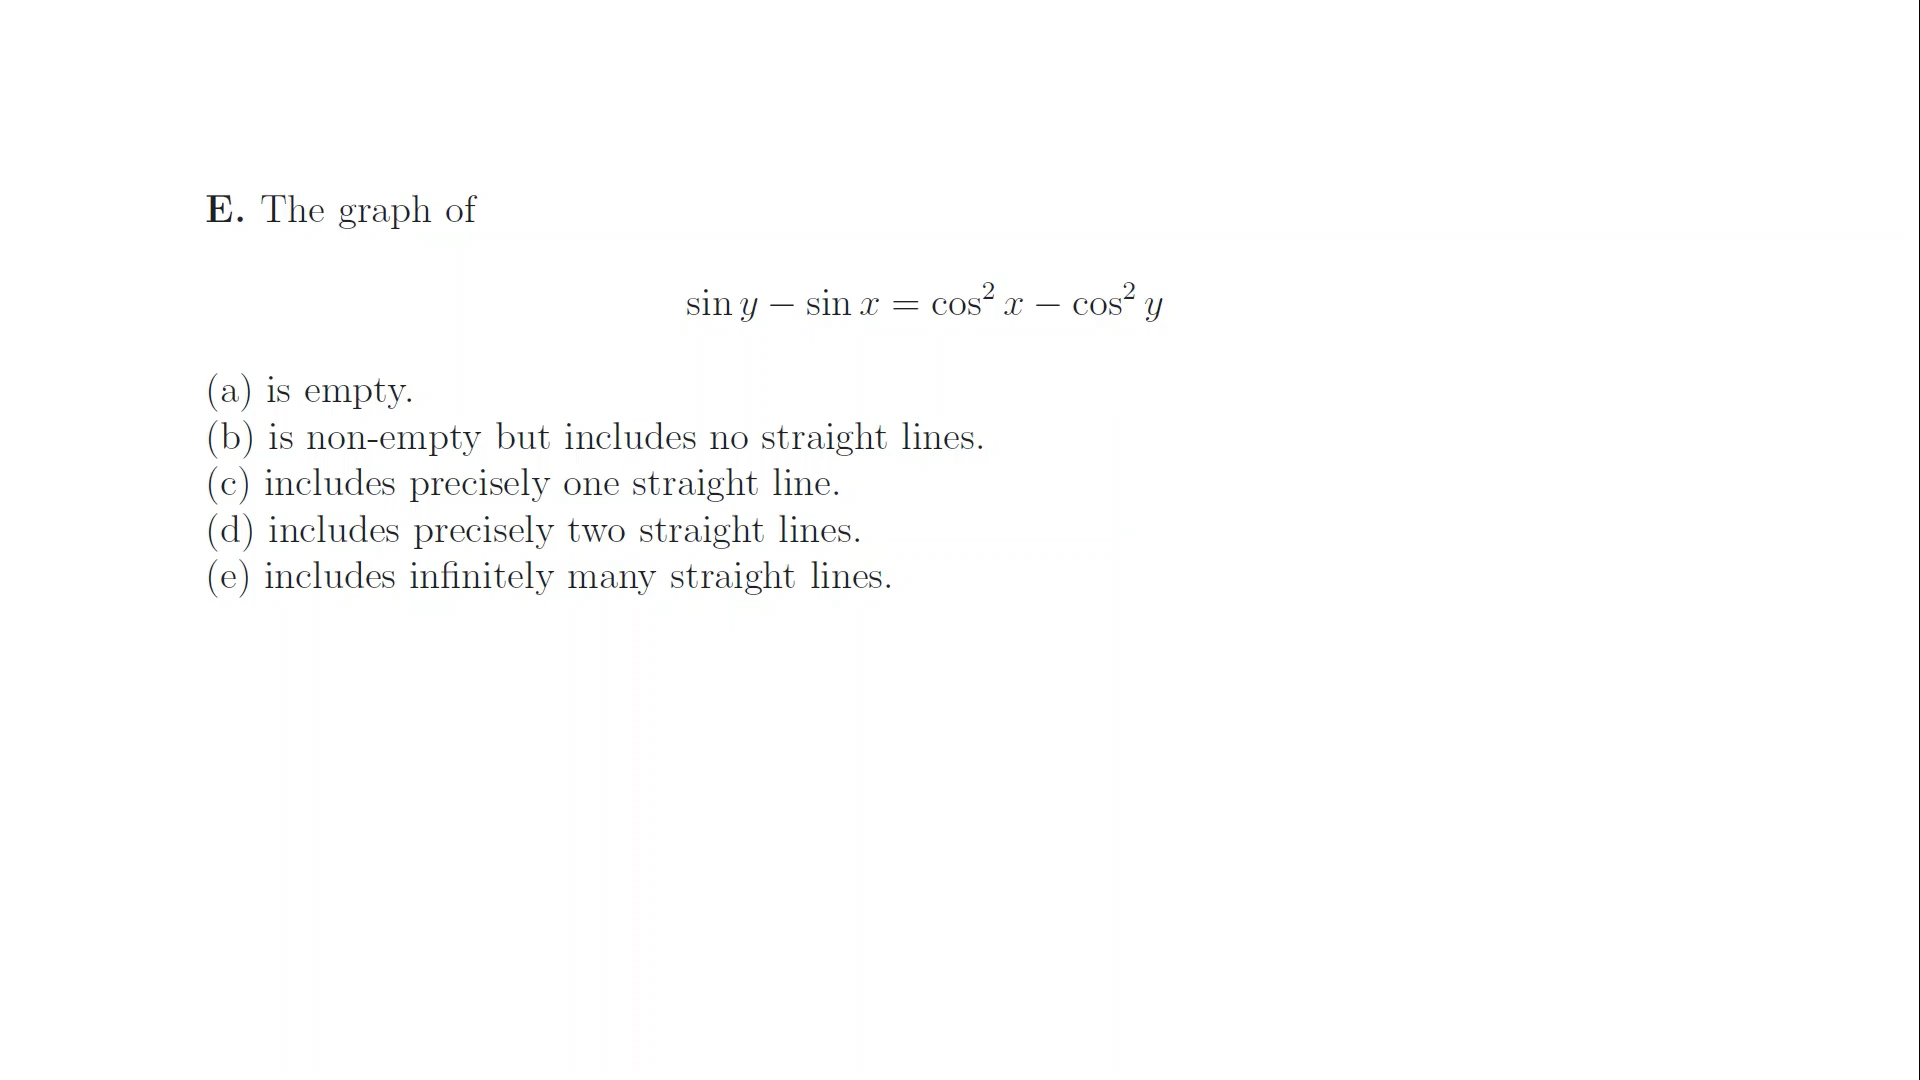 E. The graph of
sin y − sin x = cos² x − cos² y
(a) is empty.
(b) is non-empty but includes no straight lines.
(c) includes precisely one straight line.
(d) includes precisely two straight lines.
(e) includes infinitely many straight lines.